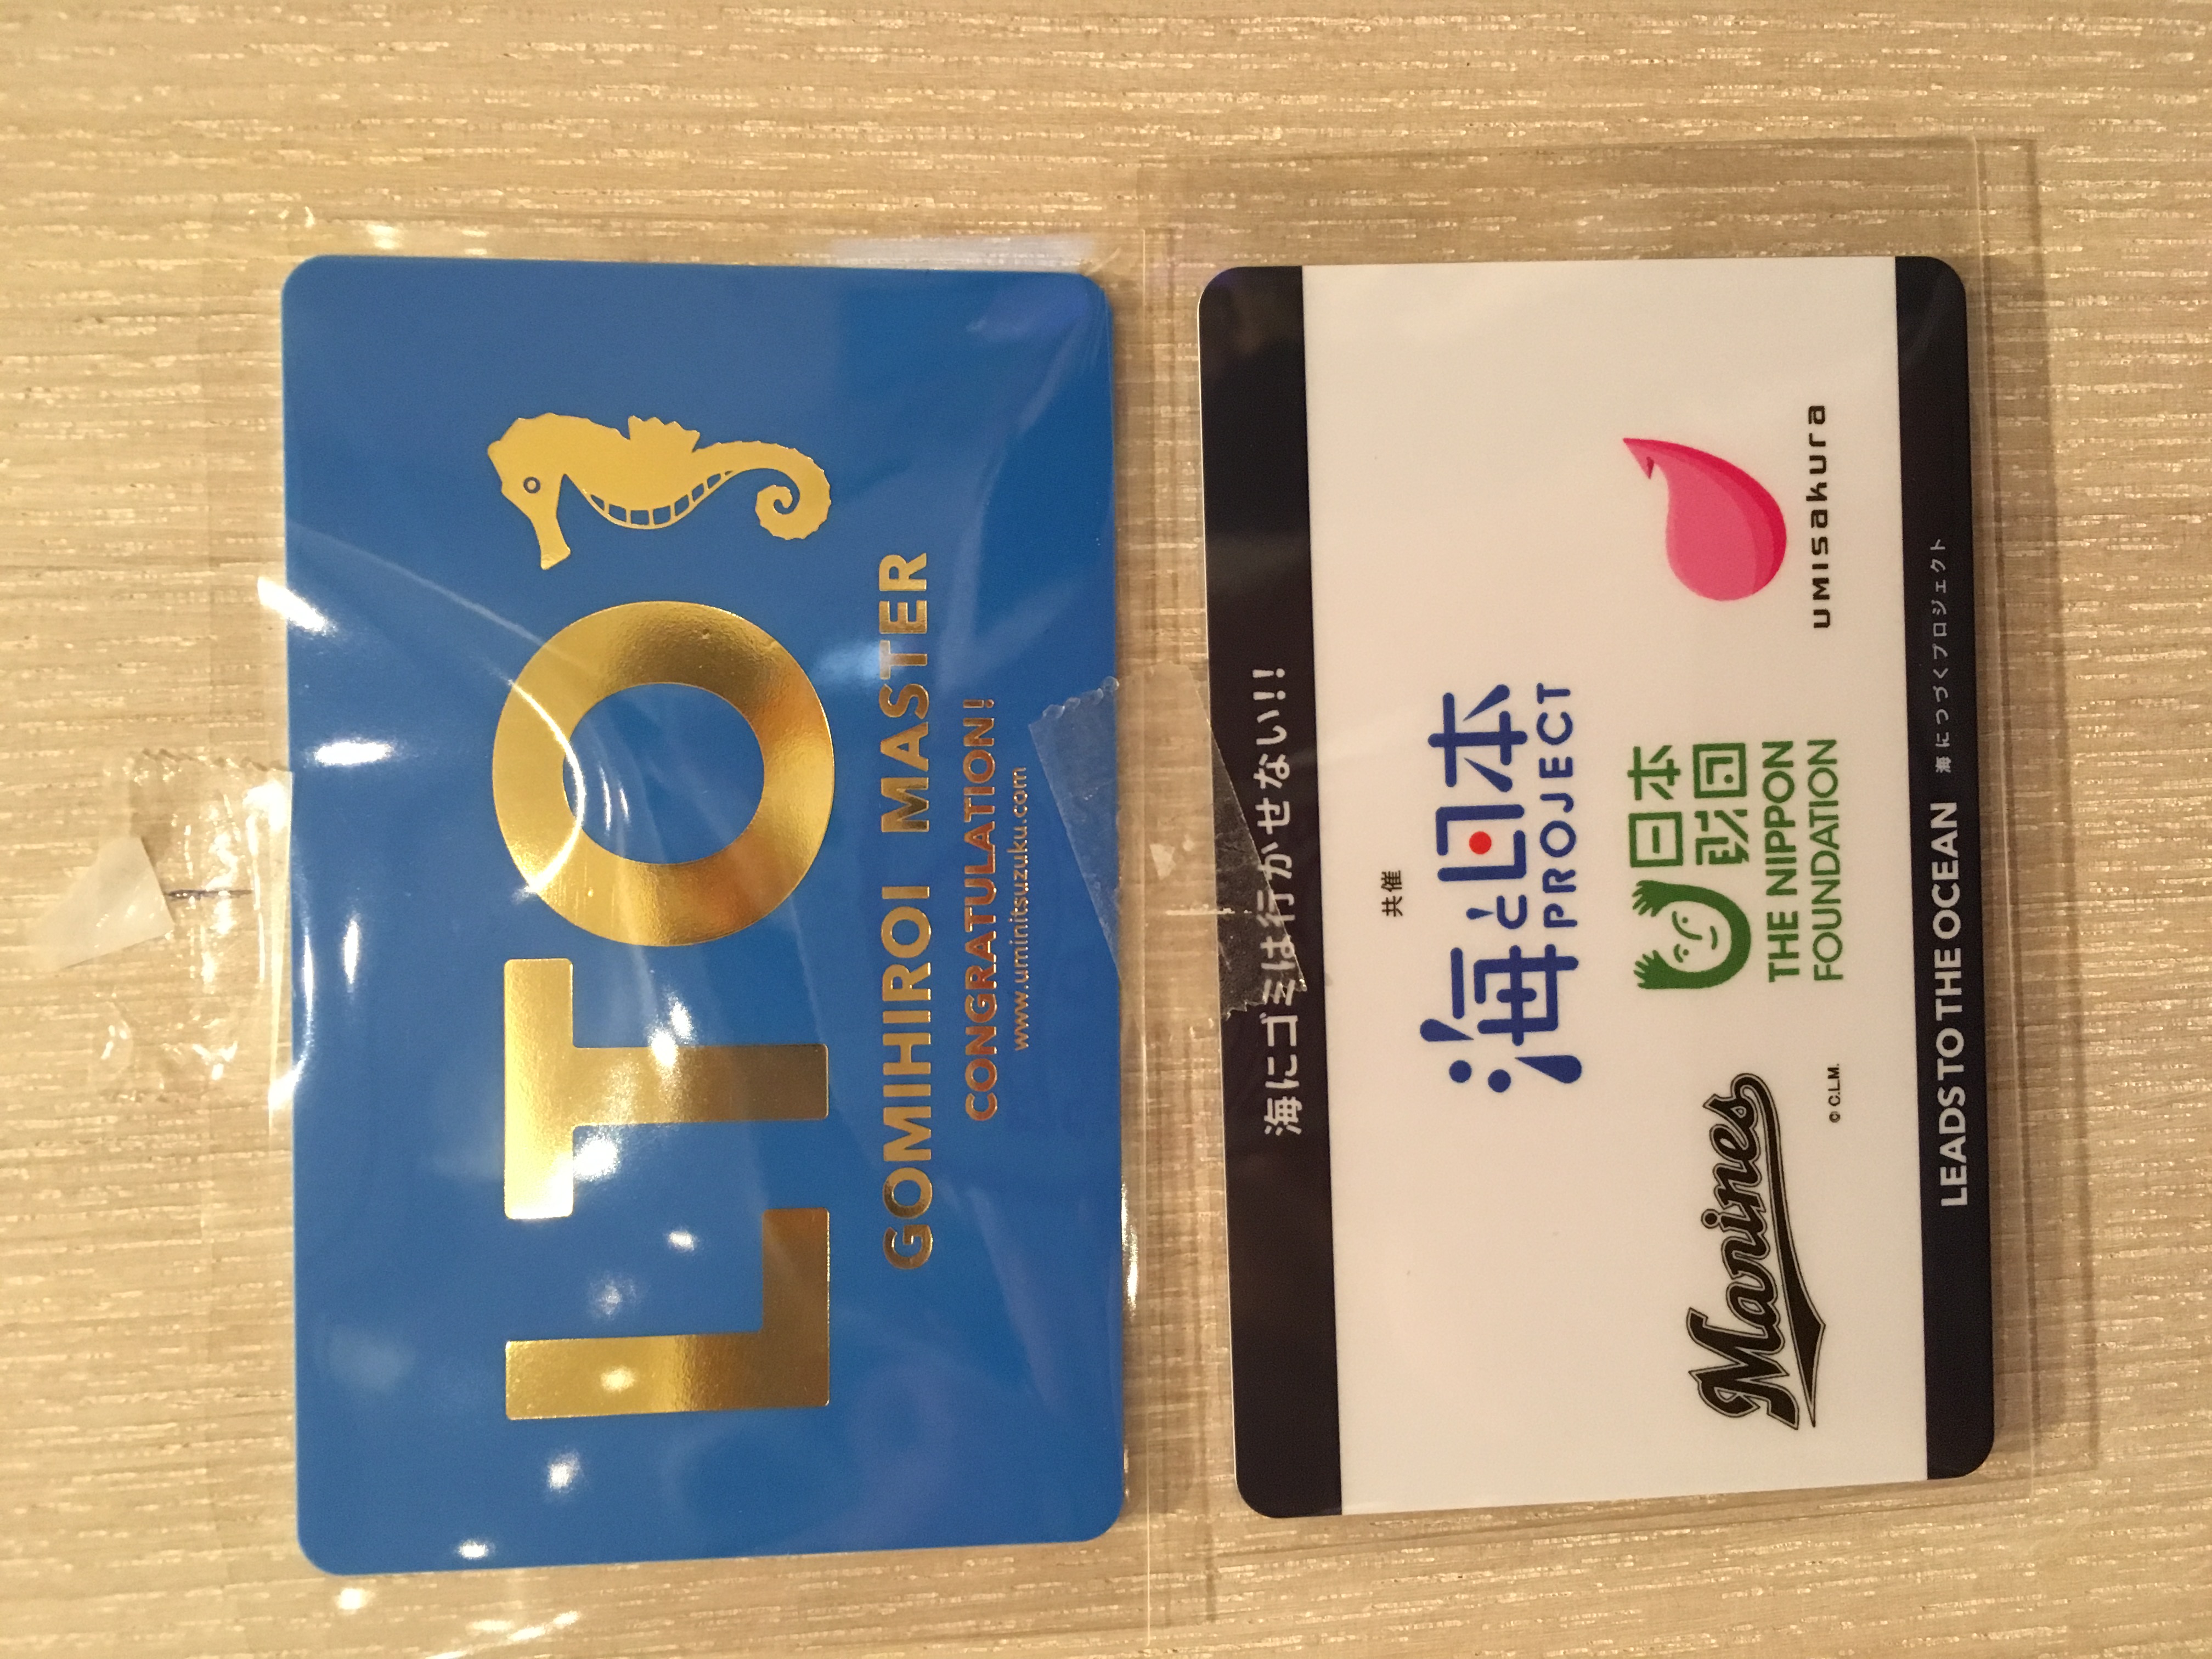 LTO
GOMIHIROI MASTER
CONGRATULATION!
www.uminitsuzuku.com
海にゴミは行かせない!!
共催
海と日本
PROJECT
Marines
© C.L.M.
日本
財団
THE NIPPON
FOUNDATION
umisakura
LEADS TO THE OCEAN 海につづくプロジェクト